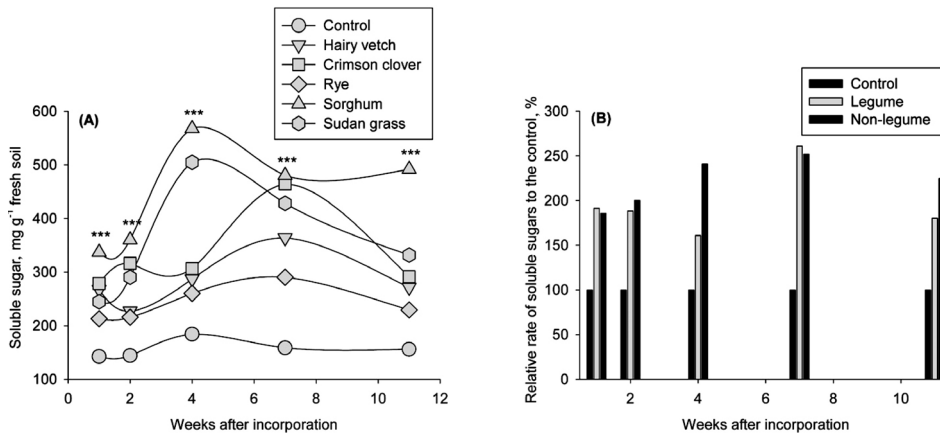 Control
Hairy vetch
Crimson clover
Rye
Sorghum
Sudan grass
(A)
***
***
***
***
***
600
500
400
300
200
100
0
2
4
6
8
10
12
Soluble sugar, mg g⁻¹ fresh soil
Weeks after incorporation
Control
Legume
Non-legume
(B)
300
250
200
150
100
50
0
2
4
6
8
10
Relative rate of soluble sugars to the control, %
Weeks after incorporation